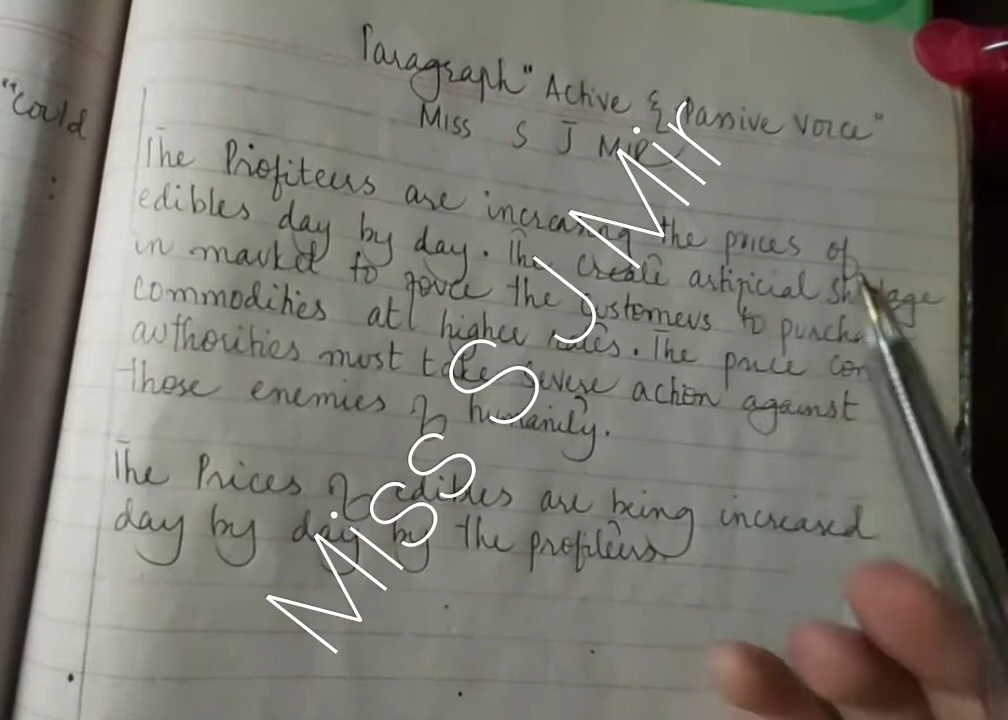 "Could
:
Paragraph "Active & Passive Voice"
Miss S J Mir
The Profiteers are increasing the prices of
edibles day by day. The create artificial shortage
in market to force the customers to purchase
commodities at higher rates. The price con
authorities must take severe action against
those enemies of humanity.
The Prices of edibles are being increased
day by day by the profiteers
Miss S J Mir